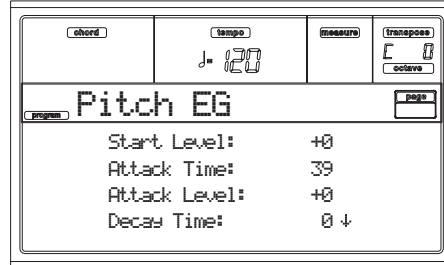 chord tempo measure transpose
♩= 120 C 0
octave
program Pitch EG page
Start Level: +0
Attack Time: 39
Attack Level: +0
Decay Time: 0 ↓